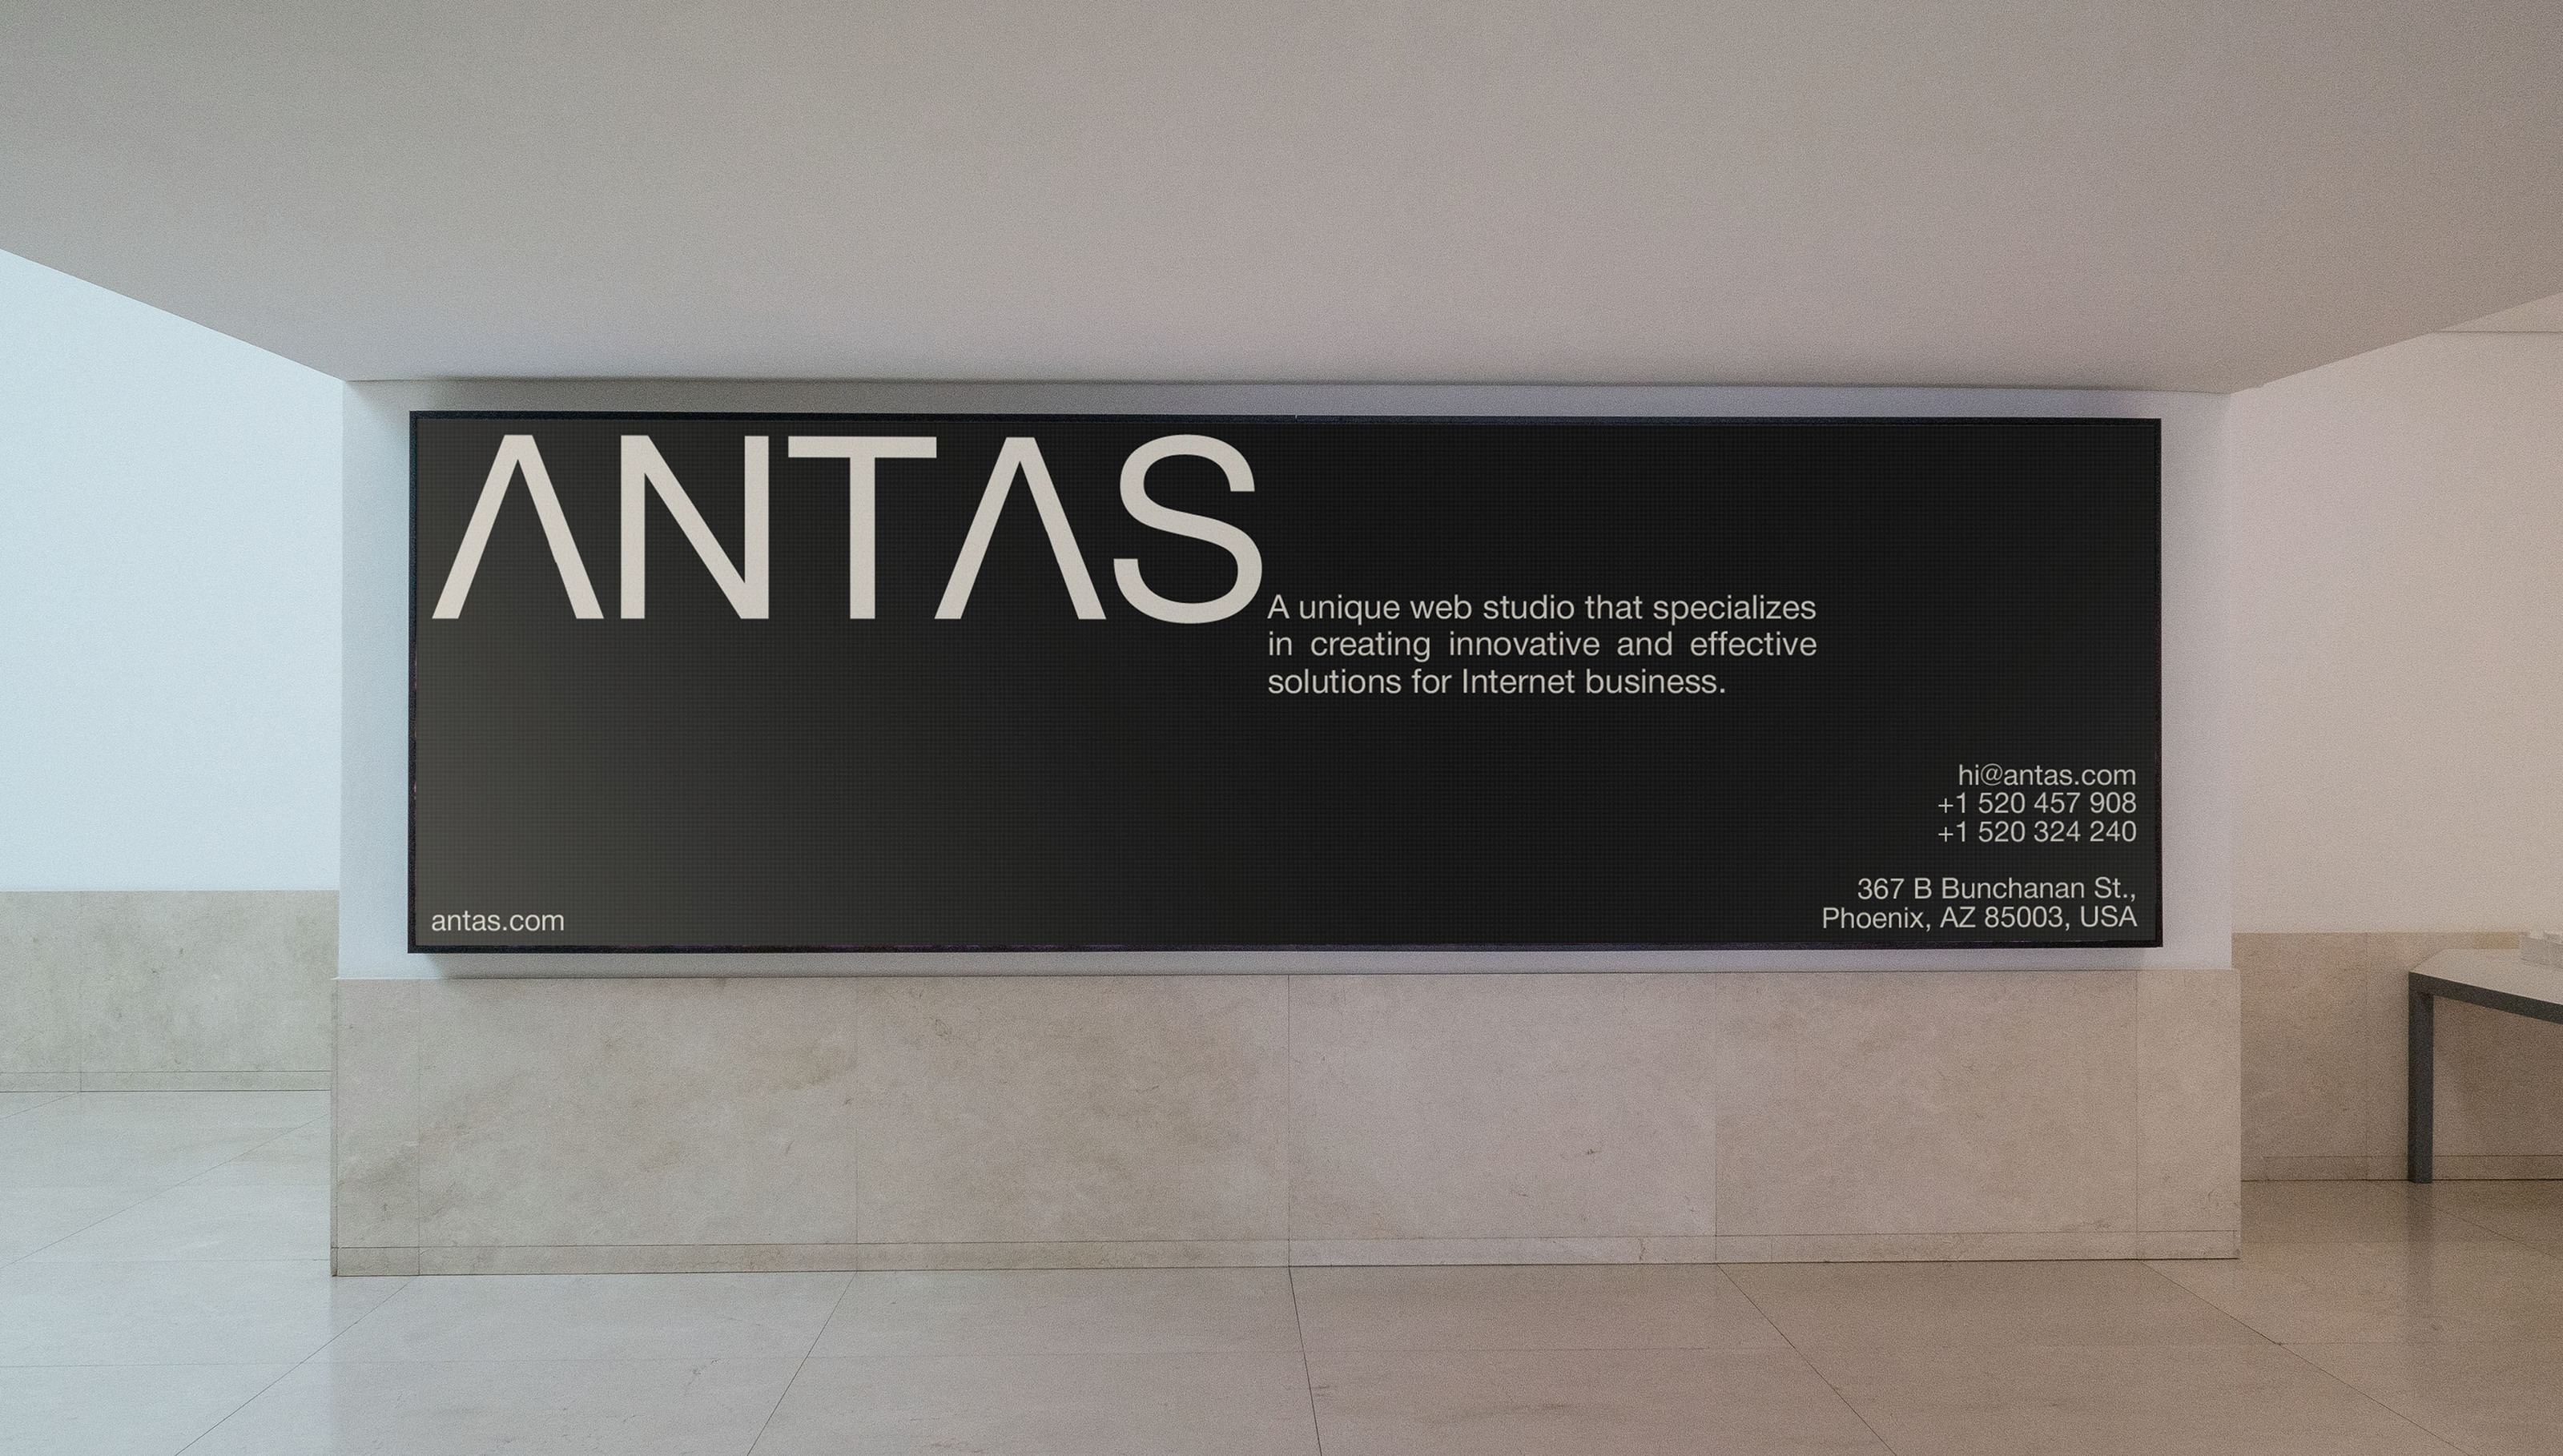 ANTAS
A unique web studio that specializes
in creating innovative and effective
solutions for Internet business.
hi@antas.com
+1 520 457 908
+1 520 324 240
367 B Bunchanan St.,
Phoenix, AZ 85003, USA
antas.com